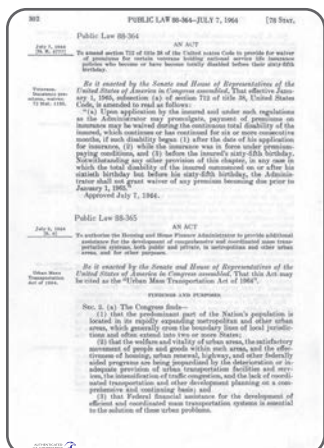 302
PUBLIC LAW 88-364—JULY 7, 1964
[78 STAT.
Public Law 88-364
July 7, 1964
AN ACT
To amend section 712 of title 38 of the United States Code to provide for waiver
of premiums for certain veterans holding national service life insurance
policies who become or have become totally disabled before their sixty-fifth
birthday.
Be it enacted by the Senate and House of Representatives of the
United States of America in Congress assembled, That effective Janu-
ary 1, 1965, subsection (a) of section 712 of title 38, United States
Code, is amended to read as follows:
"(a) Upon application by the insured and under such regulations
as the Administrator may promulgate, payment of premiums on
insurance may be waived during the continuous total disability of the
insured, which continues or has continued for six or more consecutive
months, if such disability began (1) after the date of his application
for insurance, (2) while the insurance was in force under premium-
paying conditions, and (3) before the insured's sixty-fifth birthday.
Notwithstanding any other provision of this chapter, in any case in
which the total disability of the insured commenced on or after his
sixtieth birthday but before his sixty-fifth birthday, the Adminis-
trator shall not grant waiver of any premium becoming due prior to
January 1, 1965."
Approved July 7, 1964.
Public Law 88-365
July 9, 1964
[S. 6]
AN ACT
To authorize the Housing and Home Finance Administrator to provide additional
assistance for the development of comprehensive and coordinated mass trans-
portation systems, both public and private, in metropolitan and other urban
areas, and for other purposes.
Urban Mass
Transportation
Act of 1964.
Be it enacted by the Senate and House of Representatives of the
United States of America in Congress assembled, That this Act may
be cited as the "Urban Mass Transportation Act of 1964".
FINDINGS AND PURPOSES
SEC. 2. (a) The Congress finds—
(1) that the predominant part of the Nation's population is
located in its rapidly expanding metropolitan and other urban
areas, which generally cross the boundary lines of local jurisdic-
tions and often extend into two or more States;
(2) that the welfare and vitality of urban areas, the satisfactory
movement of people and goods within such areas, and the effec-
tiveness of housing, urban renewal, highway, and other federally
aided programs are being jeopardized by the deterioration or in-
adequate provision of urban transportation facilities and serv-
ices, the intensification of traffic congestion, and the lack of coordi-
nated transportation and other development planning on a com-
prehensive and continuing basis; and
(3) that Federal financial assistance for the development of
efficient and coordinated mass transportation systems is essential
to the solution of these urban problems.